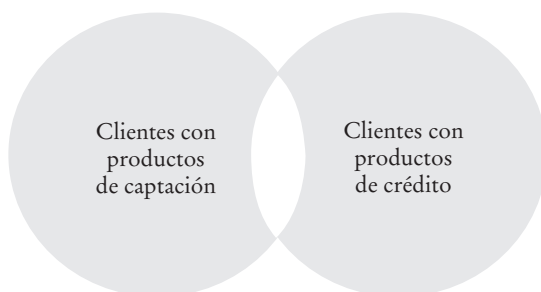 Clientes con
productos
de captación
Clientes con
productos
de crédito